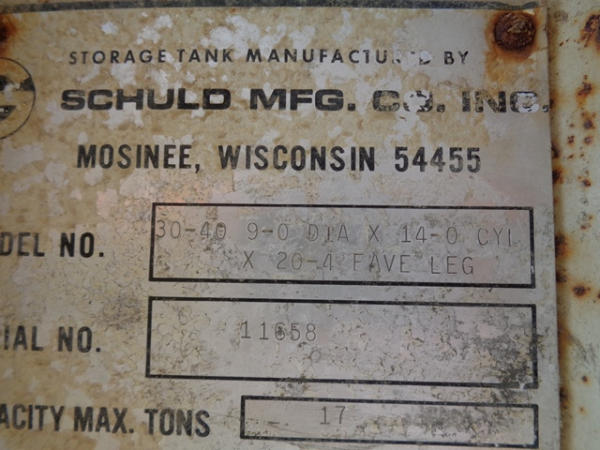 STORAGE TANK MANUFACTURED BY
SCHULD MFG. CO. INC.
MOSINEE, WISCONSIN 54455
DEL NO. 30-40 9-0 DIA X 14-0 CYL
X 20-4 EAVE LEG
IAL NO. 11658
ACITY MAX. TONS 17